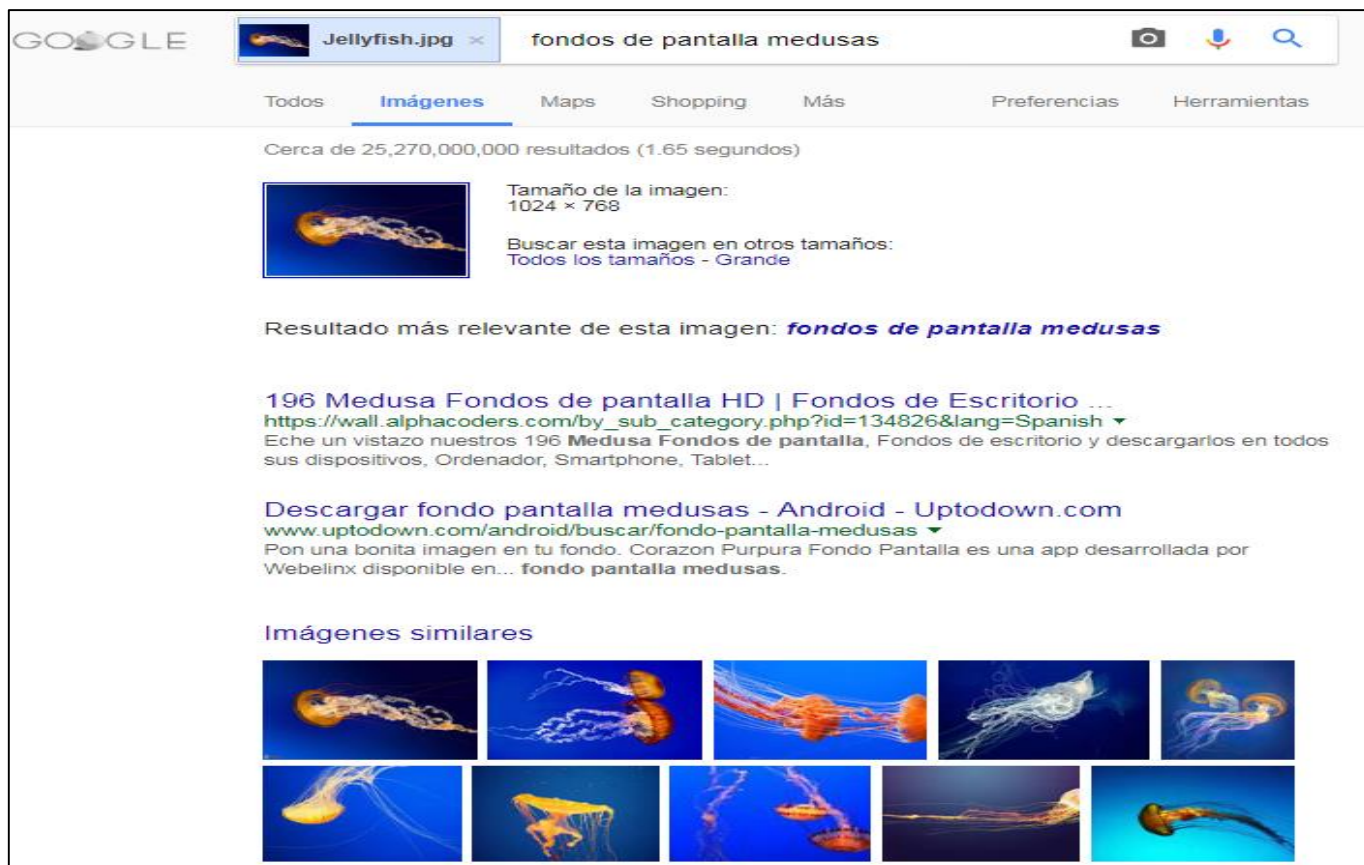 GOOGLE
Jellyfish.jpg × fondos de pantalla medusas
Todos Imágenes Maps Shopping Más Preferencias Herramientas
Cerca de 25,270,000,000 resultados (1.65 segundos)
Tamaño de la imagen:
1024 × 768
Buscar esta imagen en otros tamaños:
Todos los tamaños - Grande
Resultado más relevante de esta imagen: fondos de pantalla medusas
196 Medusa Fondos de pantalla HD | Fondos de Escritorio ...
https://wall.alphacoders.com/by_sub_category.php?id=134826&lang=Spanish
Eche un vistazo nuestros 196 Medusa Fondos de pantalla, Fondos de escritorio y descargarlos en todos
sus dispositivos, Ordenador, Smartphone, Tablet...
Descargar fondo pantalla medusas - Android - Uptodown.com
www.uptodown.com/android/buscar/fondo-pantalla-medusas
Pon una bonita imagen en tu fondo. Corazon Purpura Fondo Pantalla es una app desarrollada por
Webelinx disponible en... fondo pantalla medusas.
Imágenes similares